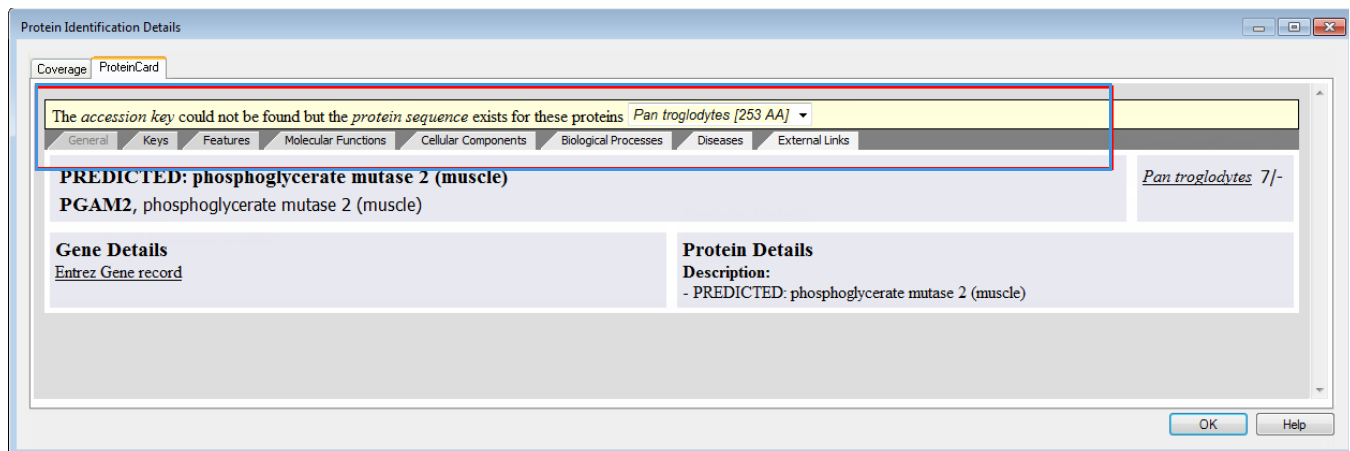 Protein Identification Details
Coverage ProteinCard
The accession key could not be found but the protein sequence exists for these proteins Pan troglodytes [253 AA]
General Keys Features Molecular Functions Cellular Components Biological Processes Diseases External Links
PREDICTED: phosphoglycerate mutase 2 (muscle)
Pan troglodytes 7/-
PGAM2, phosphoglycerate mutase 2 (muscle)
Gene Details
Entrez Gene record
Protein Details
Description:
- PREDICTED: phosphoglycerate mutase 2 (muscle)
OK Help